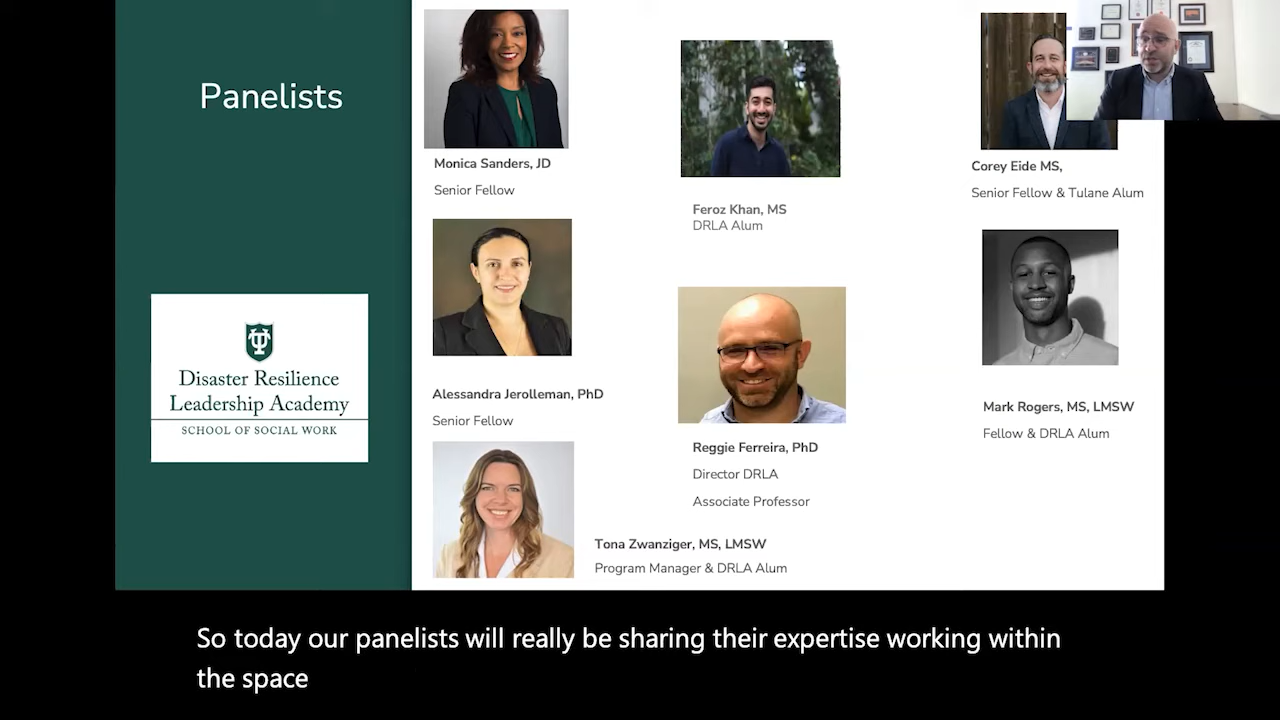 Panelists
Disaster Resilience
Leadership Academy
SCHOOL OF SOCIAL WORK
Monica Sanders, JD
Senior Fellow
Alessandra Jerolleman, PhD
Senior Fellow
Tona Zwanziger, MS, LMSW
Program Manager & DRLA Alum
Feroz Khan, MS
DRLA Alum
Reggie Ferreira, PhD
Director DRLA
Associate Professor
Corey Eide MS,
Senior Fellow & Tulane Alum
Mark Rogers, MS, LMSW
Fellow & DRLA Alum
So today our panelists will really be sharing their expertise working within
the space